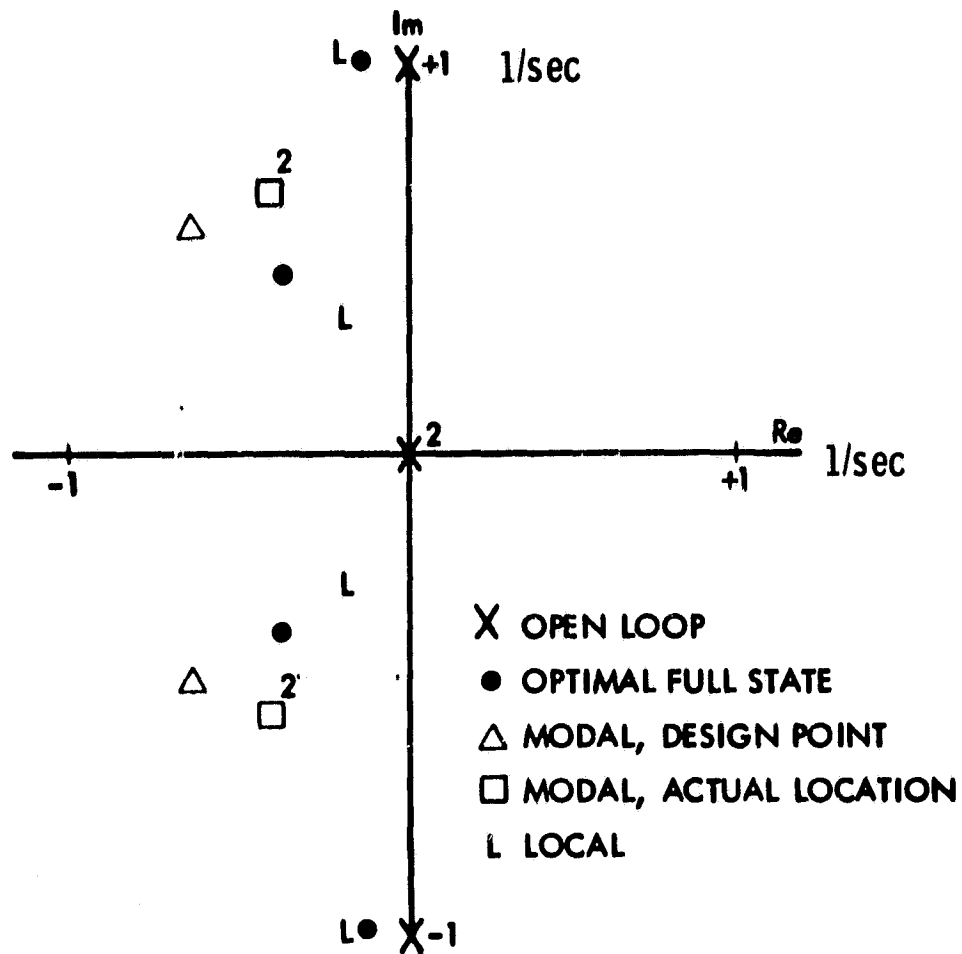 Im
L
+1 1/sec
2
L
2
Re
-1
+1
1/sec
L
2
L
-1
X OPEN LOOP
● OPTIMAL FULL STATE
△ MODAL, DESIGN POINT
□ MODAL, ACTUAL LOCATION
L LOCAL